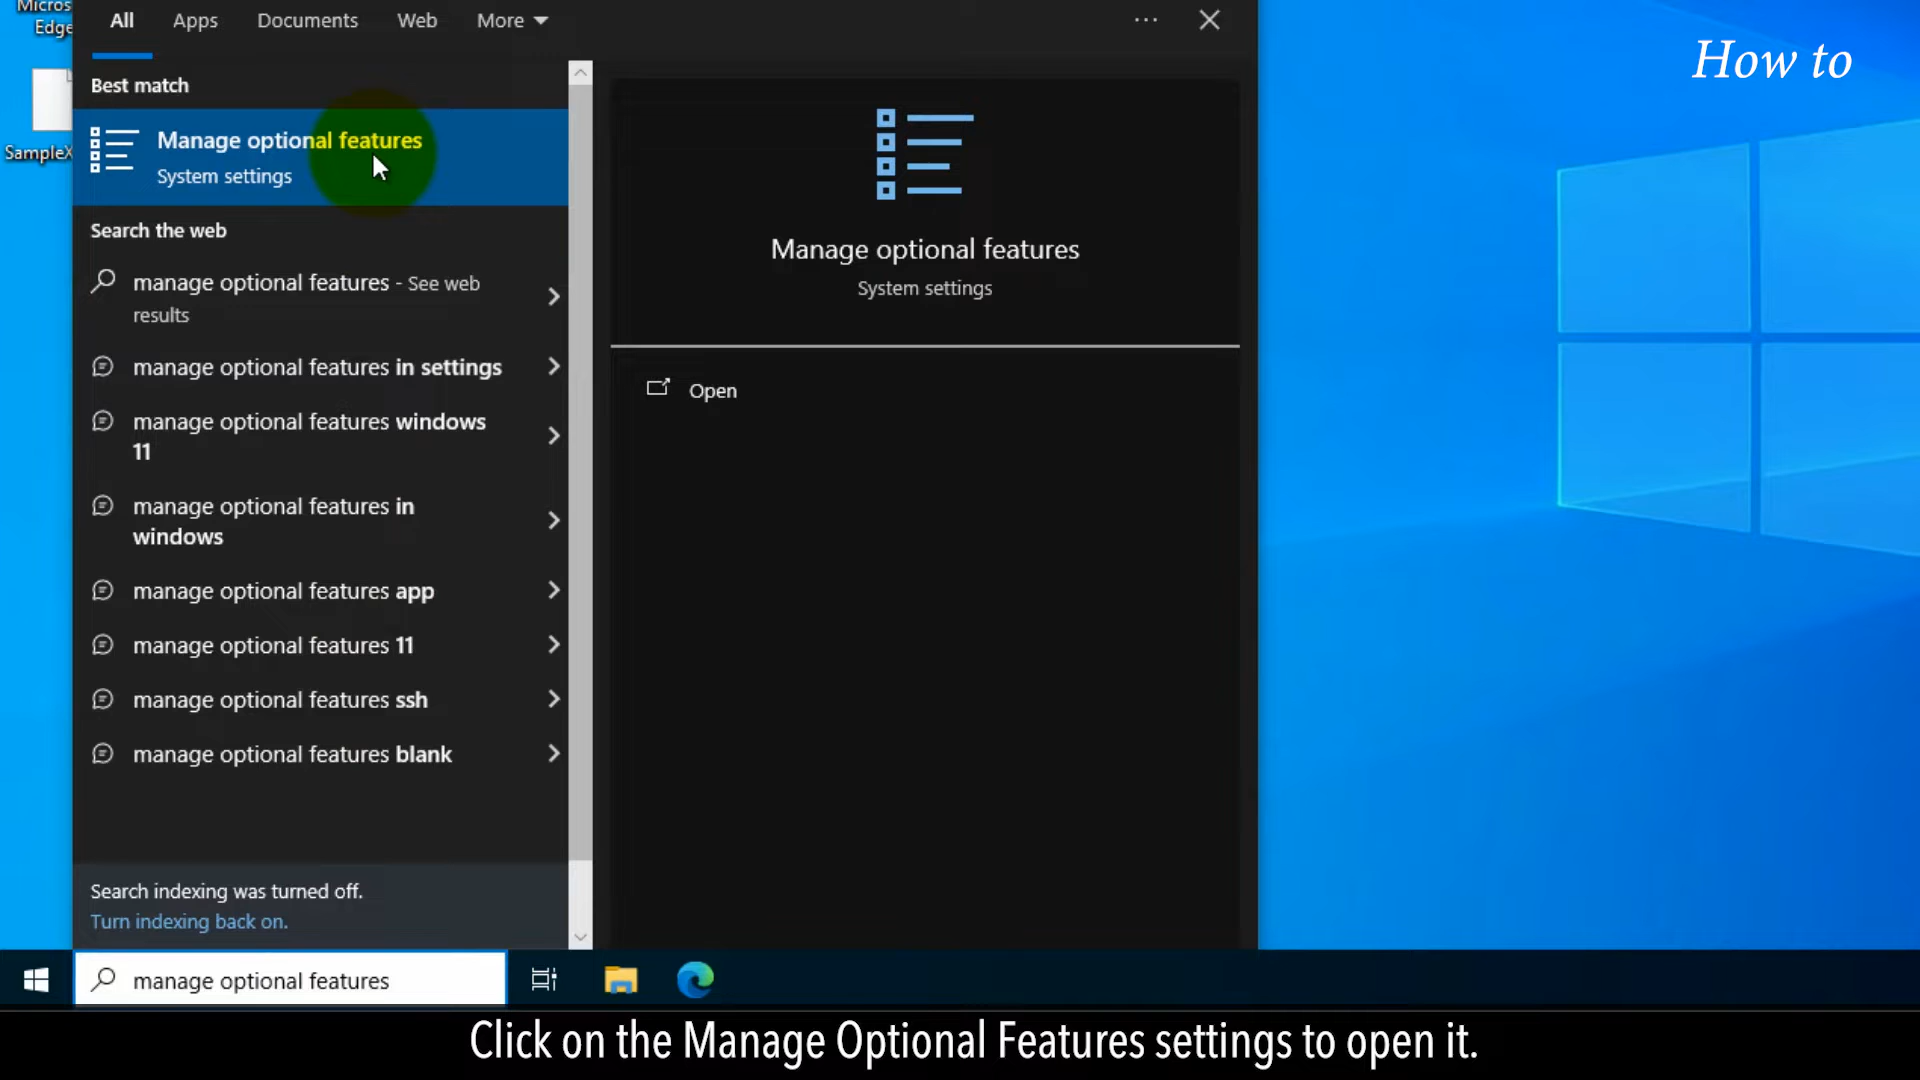 Micros
Edge
SampleX
All
Apps
Documents
Web
More
How to
Best match
Manage optional features
System settings
Search the web
manage optional features - See web
results
manage optional features in settings
manage optional features windows
11
manage optional features in
windows
manage optional features app
manage optional features 11
manage optional features ssh
manage optional features blank
Search indexing was turned off.
Turn indexing back on.
Manage optional features
System settings
Open
manage optional features
Click on the Manage Optional Features settings to open it.